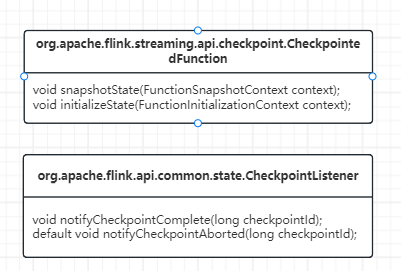 org.apache.flink.streaming.api.checkpoint.Checkpointe
dFunction
void snapshotState(FunctionSnapshotContext context);
void initializeState(FunctionInitializationContext context);
org.apache.flink.api.common.state.CheckpointListener
void notifyCheckpointComplete(long checkpointId);
default void notifyCheckpointAborted(long checkpointId);